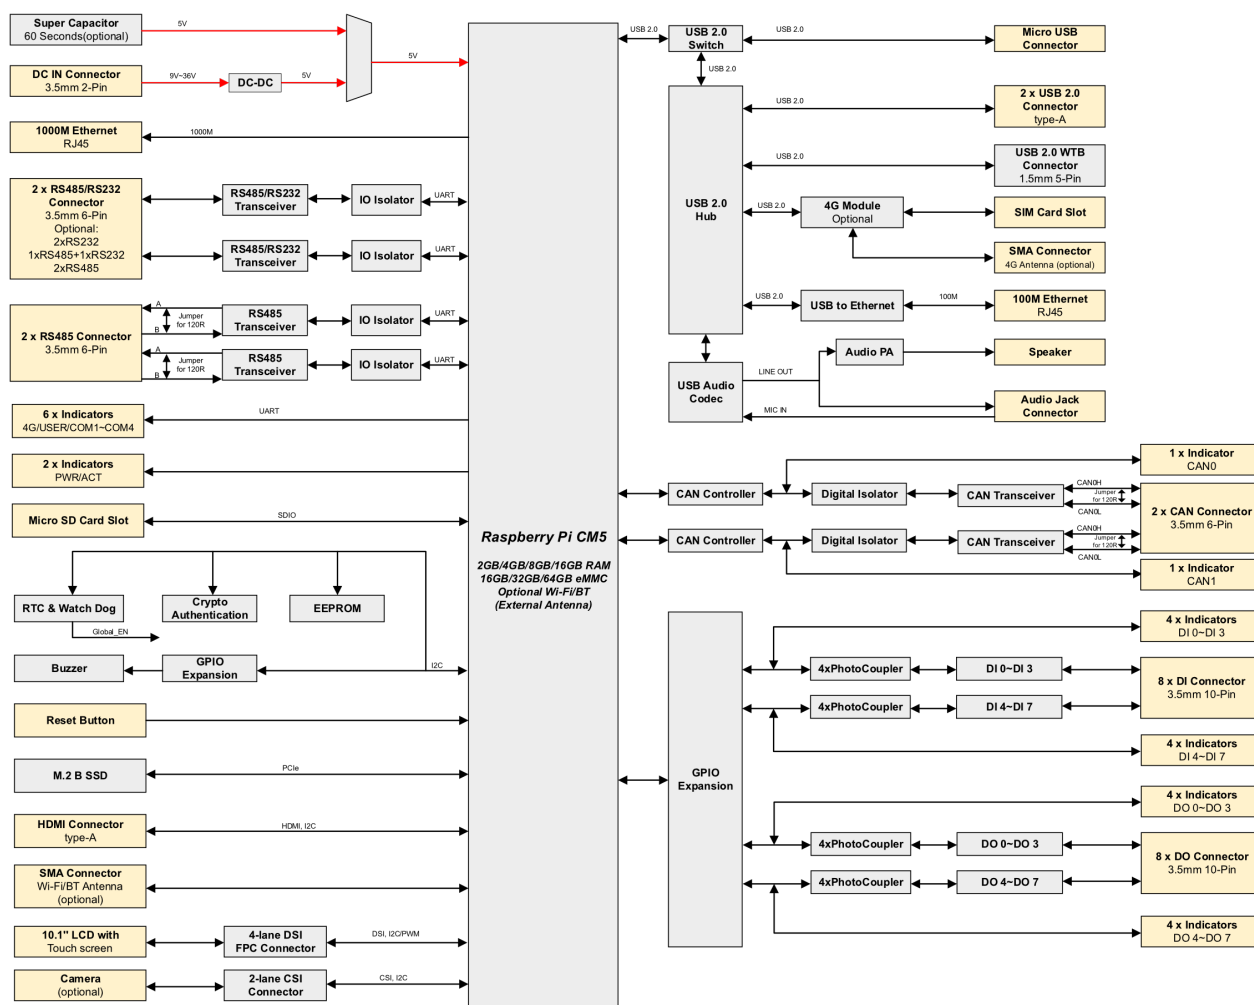 Super Capacitor
60 Seconds(optional)
5V
DC IN Connector
3.5mm 2-Pin
9V~36V
DC-DC
5V
5V
1000M Ethernet
RJ45
1000M
2 x RS485/RS232
Connector
3.5mm 6-Pin
Optional:
2xRS232
1xRS485+1xRS232
2xRS485
RS485/RS232
Transceiver
IO Isolator
UART
RS485/RS232
Transceiver
IO Isolator
UART
2 x RS485 Connector
3.5mm 6-Pin
A
Jumper
for 120R
B
RS485
Transceiver
IO Isolator
UART
A
Jumper
for 120R
B
RS485
Transceiver
IO Isolator
UART
6 x Indicators
4G/USER/COM1~COM4
UART
2 x Indicators
PWR/ACT
Micro SD Card Slot
SDIO
RTC & Watch Dog
Crypto
Authentication
EEPROM
Global_EN
Buzzer
GPIO
Expansion
I2C
Reset Button
M.2 B SSD
PCIe
HDMI Connector
type-A
HDMI, I2C
SMA Connector
Wi-Fi/BT Antenna
(optional)
10.1" LCD with
Touch screen
4-lane DSI
FPC Connector
DSI, I2C/PWM
Camera
(optional)
2-lane CSI
Connector
CSI, I2C
Raspberry Pi CM5
2GB/4GB/8GB/16GB RAM
16GB/32GB/64GB eMMC
Optional Wi-Fi/BT
(External Antenna)
USB 2.0
USB 2.0
Switch
USB 2.0
Micro USB
Connector
USB 2.0
USB 2.0
Hub
USB 2.0
2 x USB 2.0
Connector
type-A
USB 2.0
USB 2.0 WTB
Connector
1.5mm 5-Pin
USB 2.0
4G Module
Optional
SIM Card Slot
SMA Connector
4G Antenna (optional)
USB 2.0
USB to Ethernet
100M
100M Ethernet
RJ45
USB Audio
Codec
LINE OUT
Audio PA
Speaker
MIC IN
Audio Jack
Connector
1 x Indicator
CAN0
CAN Controller
Digital Isolator
CAN Transceiver
CAN0H
Jumper
for 120R
CAN0L
2 x CAN Connector
3.5mm 6-Pin
CAN Controller
Digital Isolator
CAN Transceiver
CAN0H
Jumper
for 120R
CAN0L
1 x Indicator
CAN1
GPIO
Expansion
4 x Indicators
DI 0~DI 3
4xPhotoCoupler
DI 0~DI 3
8 x DI Connector
3.5mm 10-Pin
4xPhotoCoupler
DI 4~DI 7
4 x Indicators
DI 4~DI 7
4 x Indicators
DO 0~DO 3
4xPhotoCoupler
DO 0~DO 3
8 x DO Connector
3.5mm 10-Pin
4xPhotoCoupler
DO 4~DO 7
4 x Indicators
DO 4~DO 7